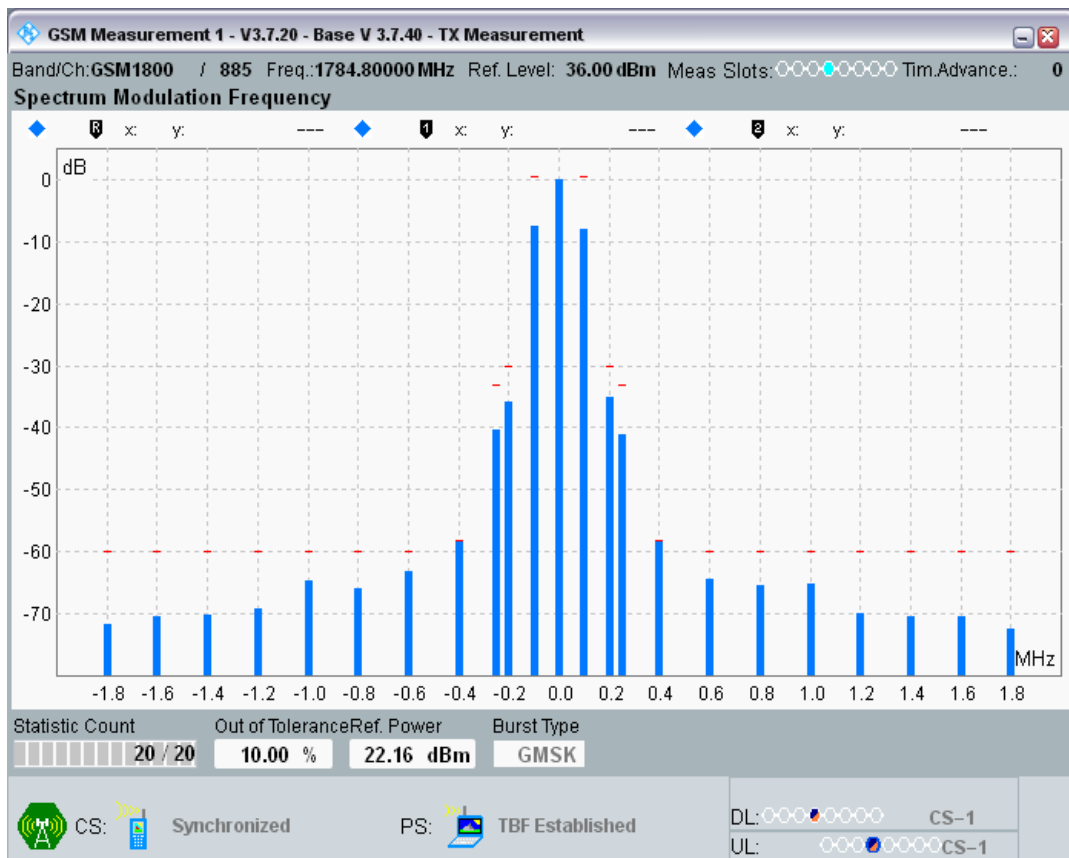 GSM Measurement 1 - V3.7.20 - Base V 3.7.40 - TX Measurement
Band/Ch:GSM1800 / 885 Freq.:1784.80000 MHz Ref. Level: 36.00 dBm Meas Slots: Tim.Advance.: 0
Spectrum Modulation Frequency
R x: y: --- 1 x: y: --- 2 x: y: ---
dB
0
-10
-20
-30
-40
-50
-60
-70
MHz
-1.8 -1.6 -1.4 -1.2 -1.0 -0.8 -0.6 -0.4 -0.2 0.0 0.2 0.4 0.6 0.8 1.0 1.2 1.4 1.6 1.8
Statistic Count Out of Tolerance Ref. Power Burst Type
20 / 20 10.00 % 22.16 dBm GMSK
CS: Synchronized PS: TBF Established
DL: CS-1
UL: CS-1